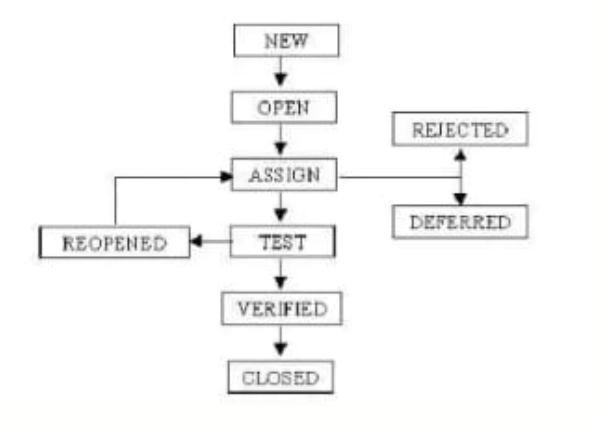 NEW
OPEN
REJECTED
ASSIGN
DEFERRED
REOPENED
TEST
VERIFIED
CLOSED